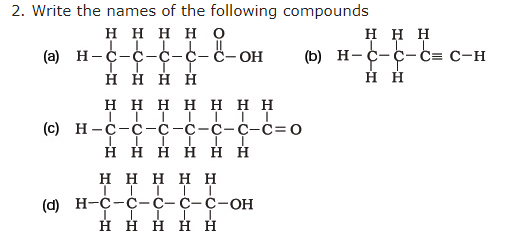 2. Write the names of the following compounds
H H H H O H H H
(a) H-C-C-C-C-C-OH (b) H-C-C-C≡C-H
H H H H H H
H H H H H H H
(c) H-C-C-C-C-C-C-C=O
H H H H H H
H H H H H
(d) H-C-C-C-C-C-OH
H H H H H